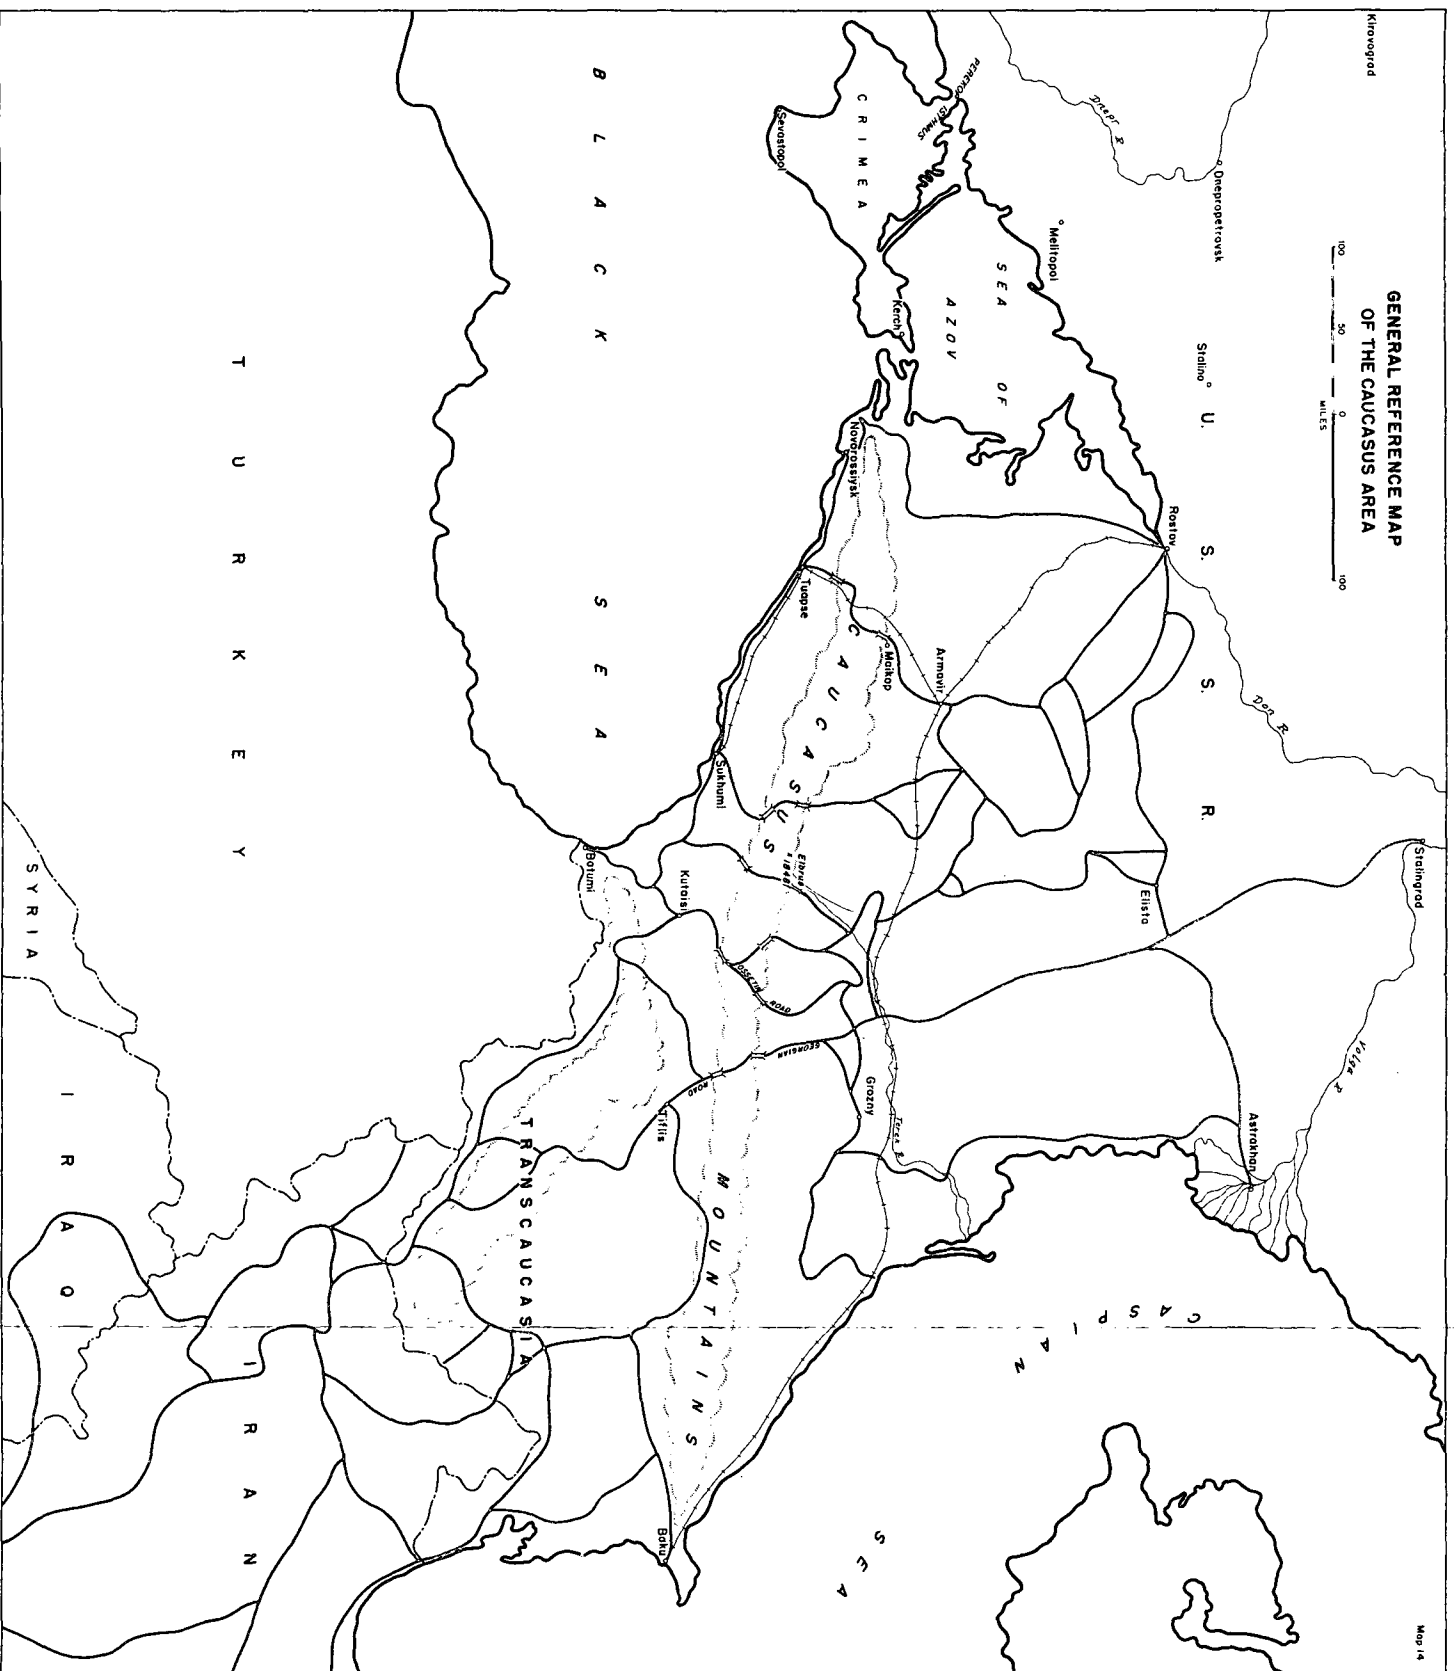 Map 14
GENERAL REFERENCE MAP
OF THE CAUCASUS AREA
100 50 0 100
MILES
Kirovograd
Dnepropetrovsk
Dnepr R
Stalingrad
Don R
Volga R
Stalino
U. S. S. R.
Melitopol
Rostov
Elista
Astrakhan
PEREKOP
ISTHMUS
SEA OF
AZOV
CRIMEA
Kerch
Sevastopol
Armavir
Maikop
Novorossiysk
Tuapse
CAUCASUS
Elbrus
Terek R
Grozny
CASPIAN
SEA
Sukhumi
Kutaisi
OSSETIN
ROAD
GEORGIAN
ROAD
Tiflis
MOUNTAINS
Baku
Batumi
BLACK SEA
TRANSCAUCASIA
TURKEY
SYRIA
IRAQ
IRAN